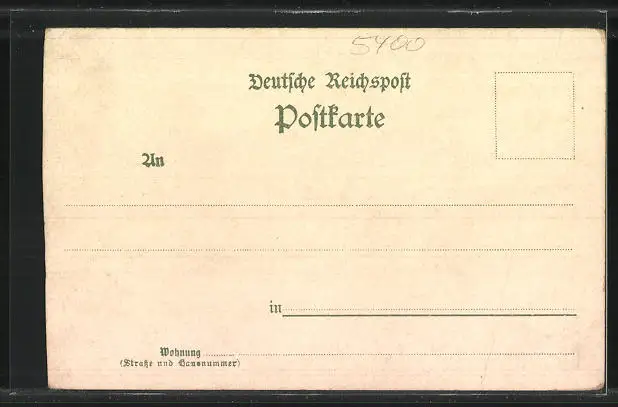 5400
Deutsche Reichspost
Postkarte
An
in
Wohnung
(Straße und Hausnummer)